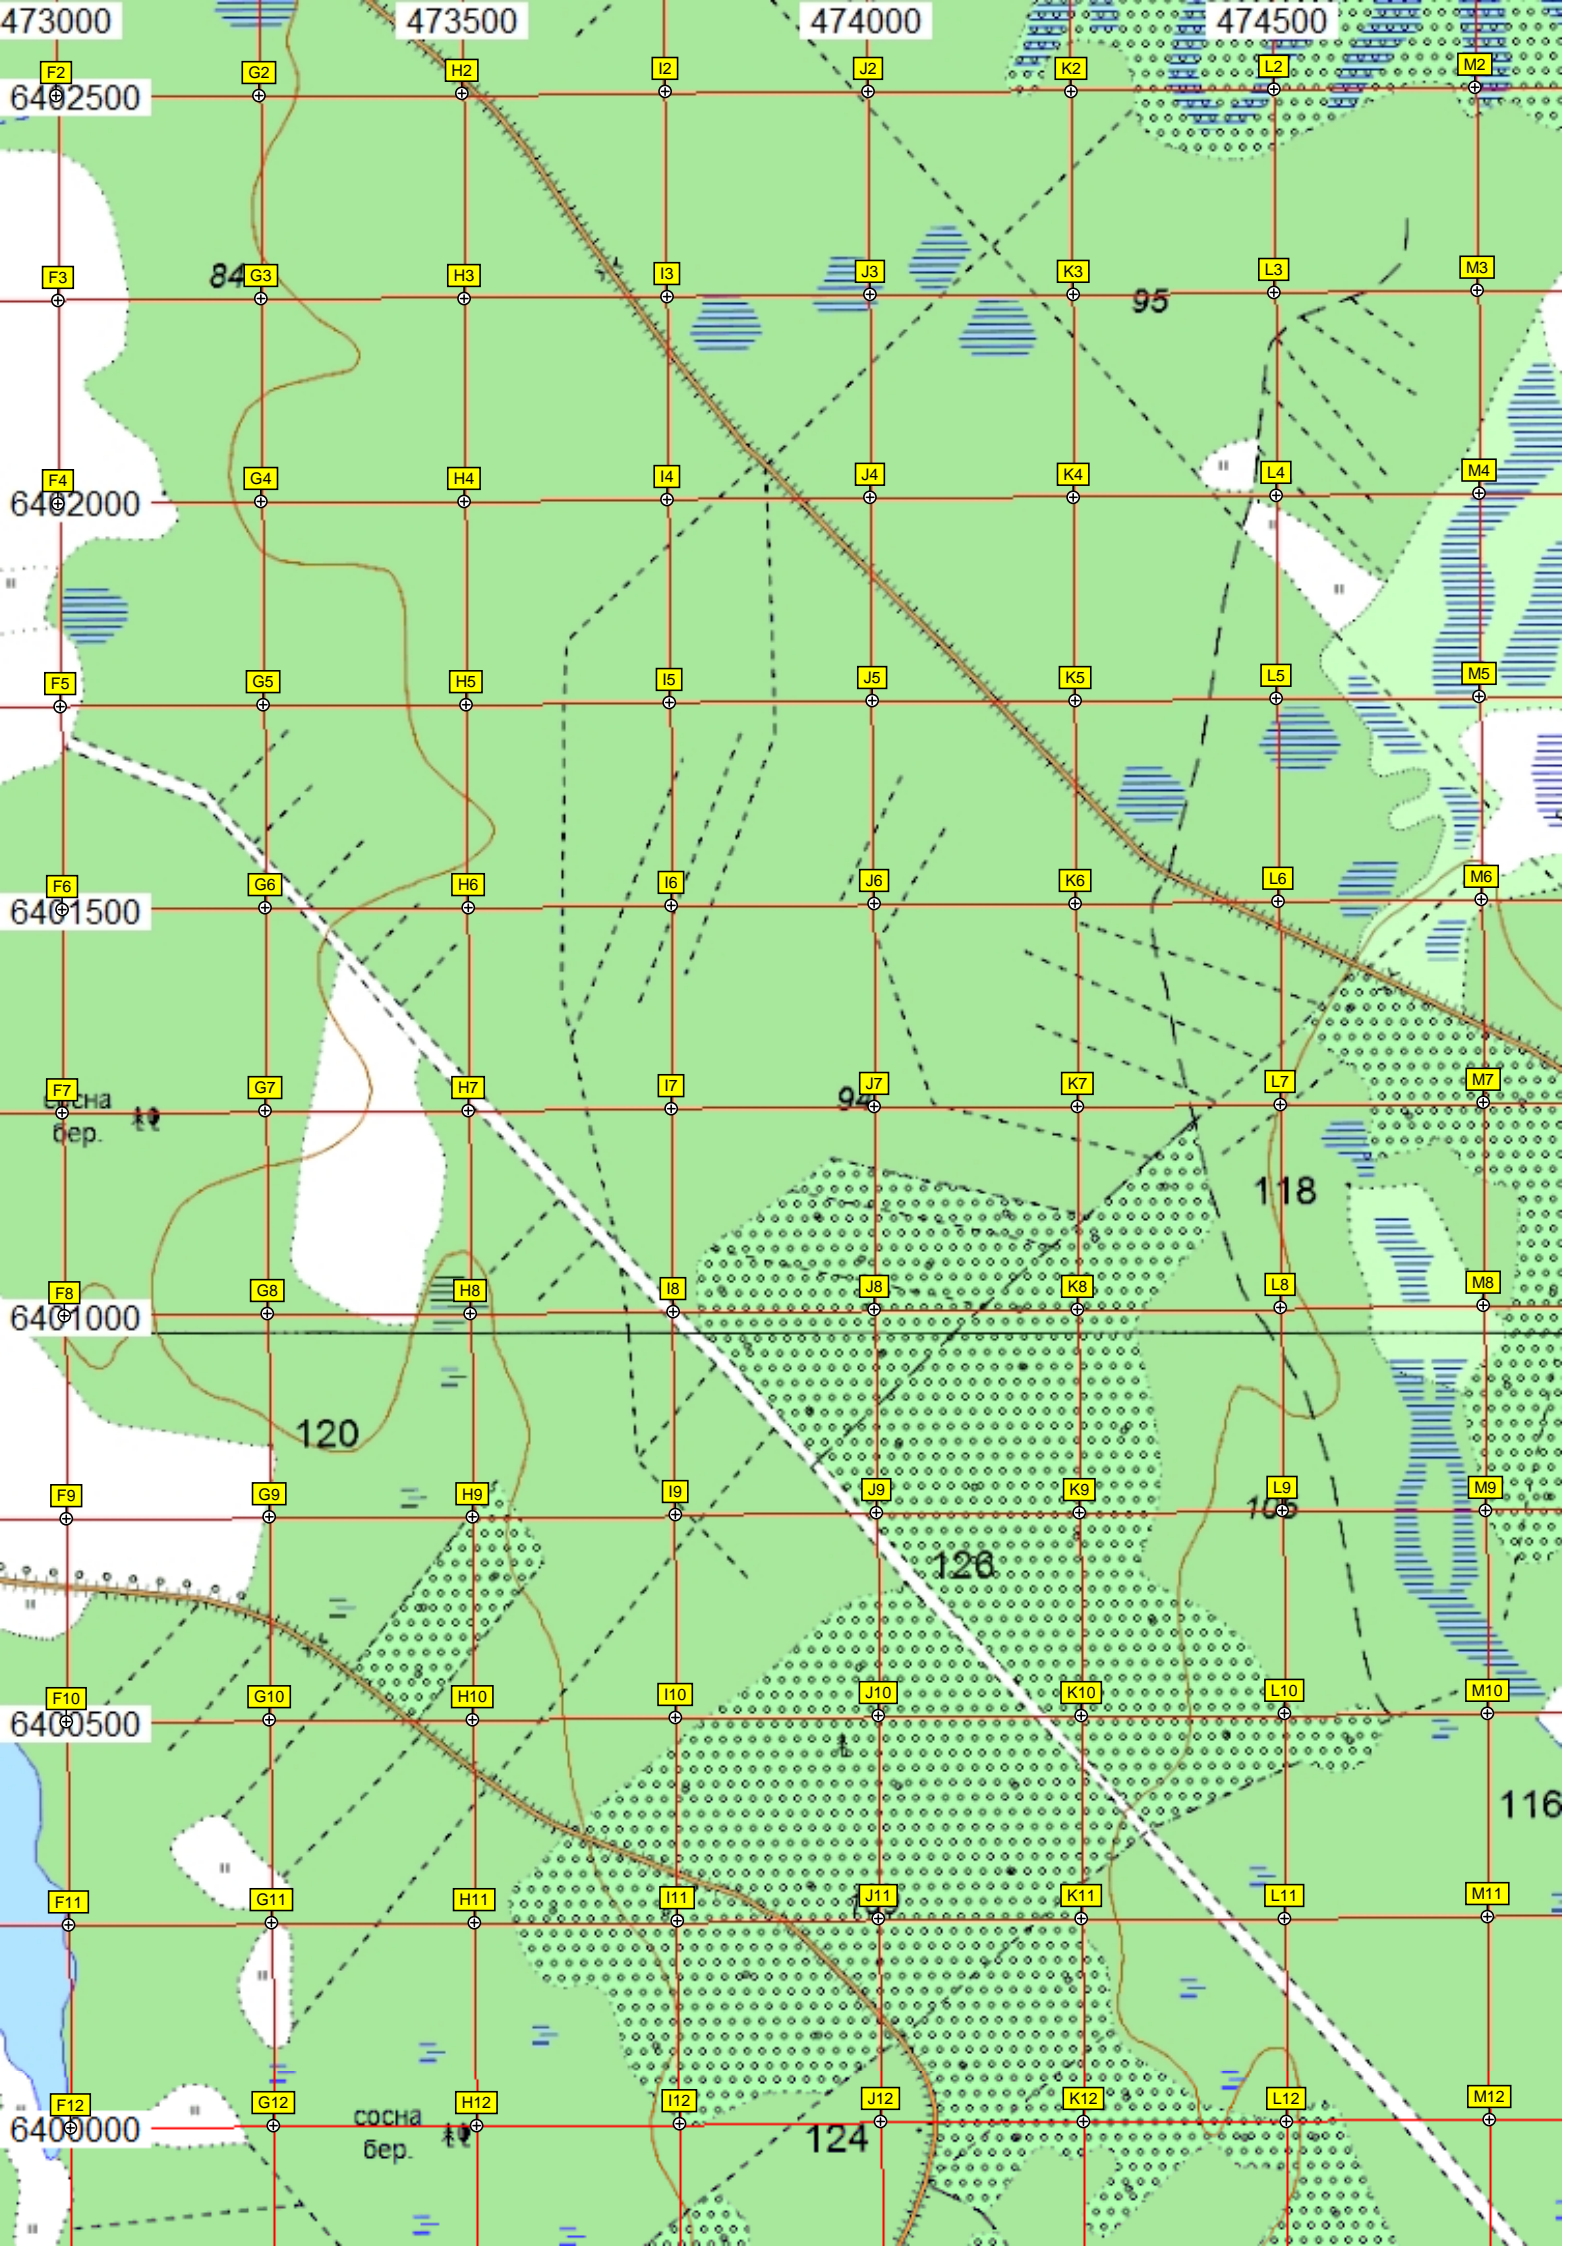 473000 473500 474000 474500
F2 G2 H2 I2 J2 K2 L2 M2
6402500
F3 84 G3 H3 I3 J3 K3 95 L3 M3
F4 G4 H4 I4 J4 K4 L4 M4
6402000
F5 G5 H5 I5 J5 K5 L5 M5
F6 G6 H6 I6 J6 K6 L6 M6
6401500
F7 G7 H7 I7 94 J7 K7 L7 M7
сосна
бер.
118
F8 G8 H8 I8 J8 K8 L8 M8
6401000
120
F9 G9 H9 I9 J9 K9 L9 M9
105
126
F10 G10 H10 I10 J10 K10 L10 M10
6400500
116
F11 G11 H11 I11 J11 K11 L11 M11
F12 G12 H12 I12 J12 K12 L12 M12
6400000
сосна
бер.
124